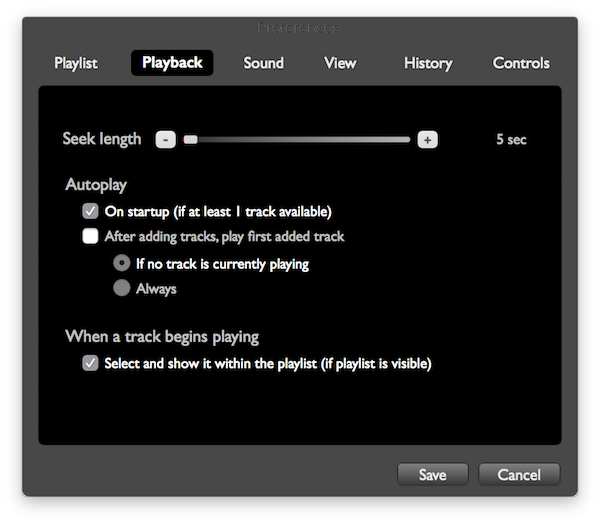 Preferences
Playlist Playback Sound View History Controls
Seek length - + 5 sec
Autoplay
On startup (if at least 1 track available)
After adding tracks, play first added track
If no track is currently playing
Always
When a track begins playing
Select and show it within the playlist (if playlist is visible)
Save Cancel